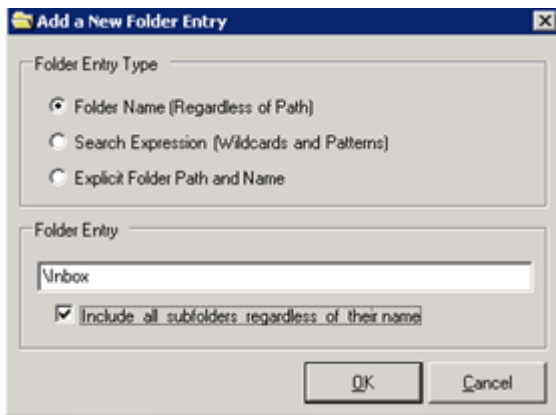 Add a New Folder Entry
Folder Entry Type
Folder Name (Regardless of Path)
Search Expression (Wildcards and Patterns)
Explicit Folder Path and Name
Folder Entry
\Inbox
Include all subfolders regardless of their name
OK
Cancel